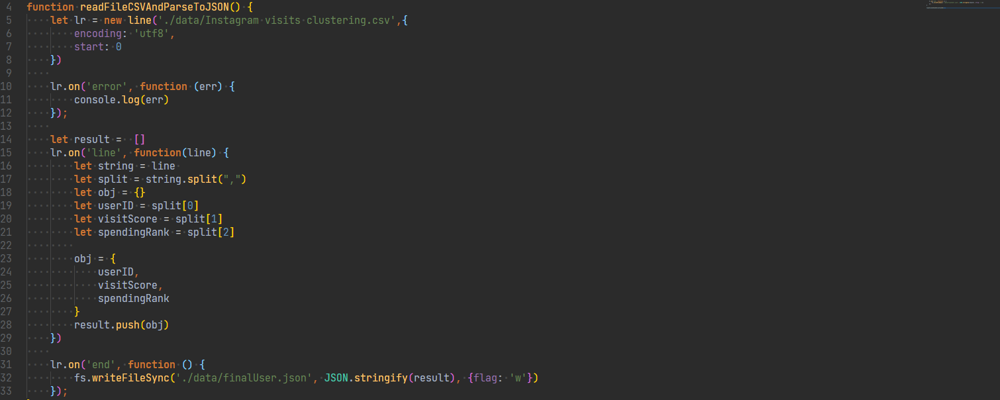 4 function readFileCSVAndParseToJSON() {
5     let lr = new line('./data/Instagram visits clustering.csv',{
6         encoding: 'utf8',
7         start: 0
8     })
9
10     lr.on('error', function (err) {
11         console.log(err)
12     });
13
14     let result =  []
15     lr.on('line', function(line) {
16         let string = line
17         let split = string.split(",")
18         let obj = {}
19         let userID = split[0]
20         let visitScore = split[1]
21         let spendingRank = split[2]
22
23         obj = {
24             userID,
25             visitScore,
26             spendingRank
27         }
28         result.push(obj)
29     })
30
31     lr.on('end', function () {
32         fs.writeFileSync('./data/finalUser.json', JSON.stringify(result), {flag: 'w'})
33     });